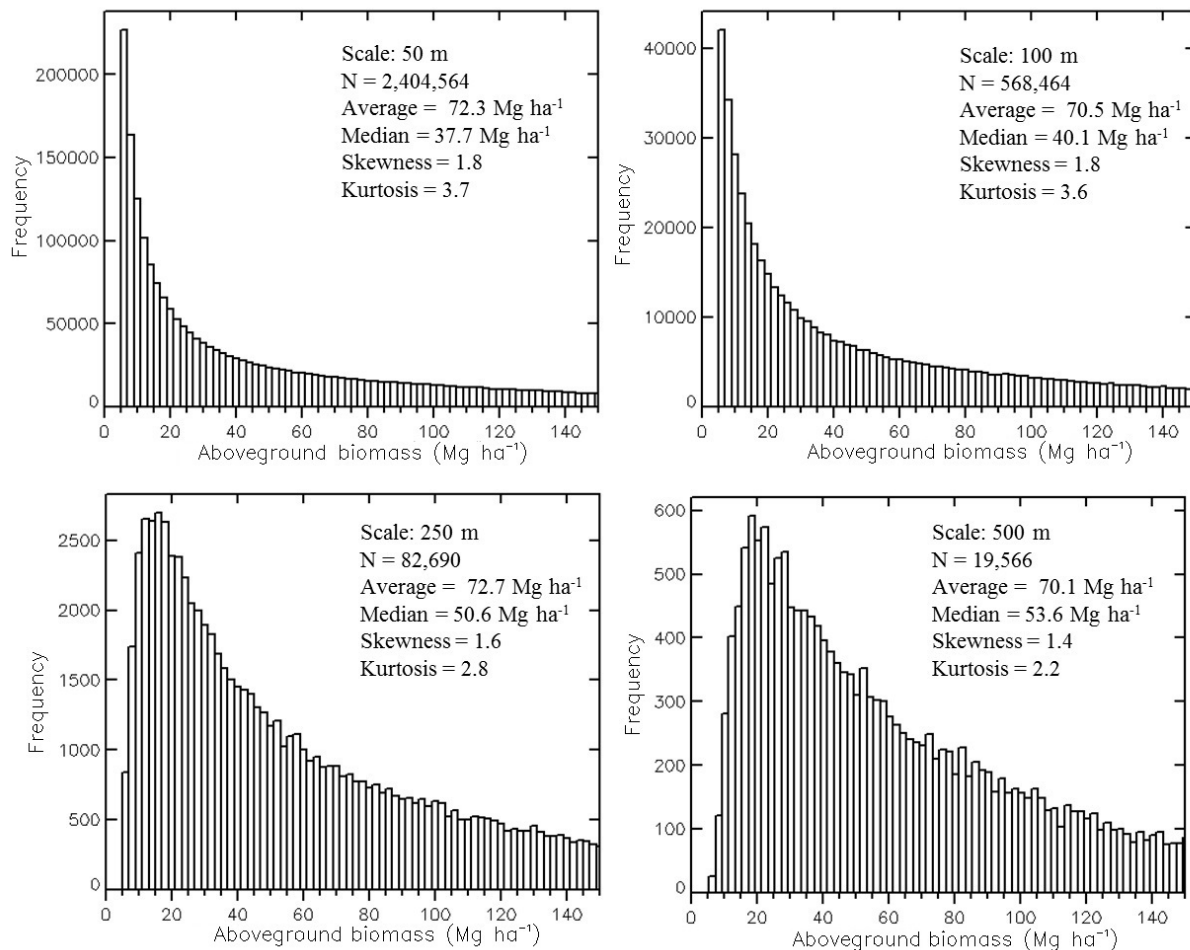 Scale: 50 m
N = 2,404,564
Average = 72.3 Mg ha⁻¹
Median = 37.7 Mg ha⁻¹
Skewness = 1.8
Kurtosis = 3.7
Frequency
200000
150000
100000
50000
0
0 20 40 60 80 100 120 140
Aboveground biomass (Mg ha⁻¹)
Scale: 100 m
N = 568,464
Average = 70.5 Mg ha⁻¹
Median = 40.1 Mg ha⁻¹
Skewness = 1.8
Kurtosis = 3.6
Frequency
40000
30000
20000
10000
0
0 20 40 60 80 100 120 140
Aboveground biomass (Mg ha⁻¹)
Scale: 250 m
N = 82,690
Average = 72.7 Mg ha⁻¹
Median = 50.6 Mg ha⁻¹
Skewness = 1.6
Kurtosis = 2.8
Frequency
2500
2000
1500
1000
500
0
0 20 40 60 80 100 120 140
Aboveground biomass (Mg ha⁻¹)
Scale: 500 m
N = 19,566
Average = 70.1 Mg ha⁻¹
Median = 53.6 Mg ha⁻¹
Skewness = 1.4
Kurtosis = 2.2
Frequency
600
500
400
300
200
100
0
0 20 40 60 80 100 120 140
Aboveground biomass (Mg ha⁻¹)